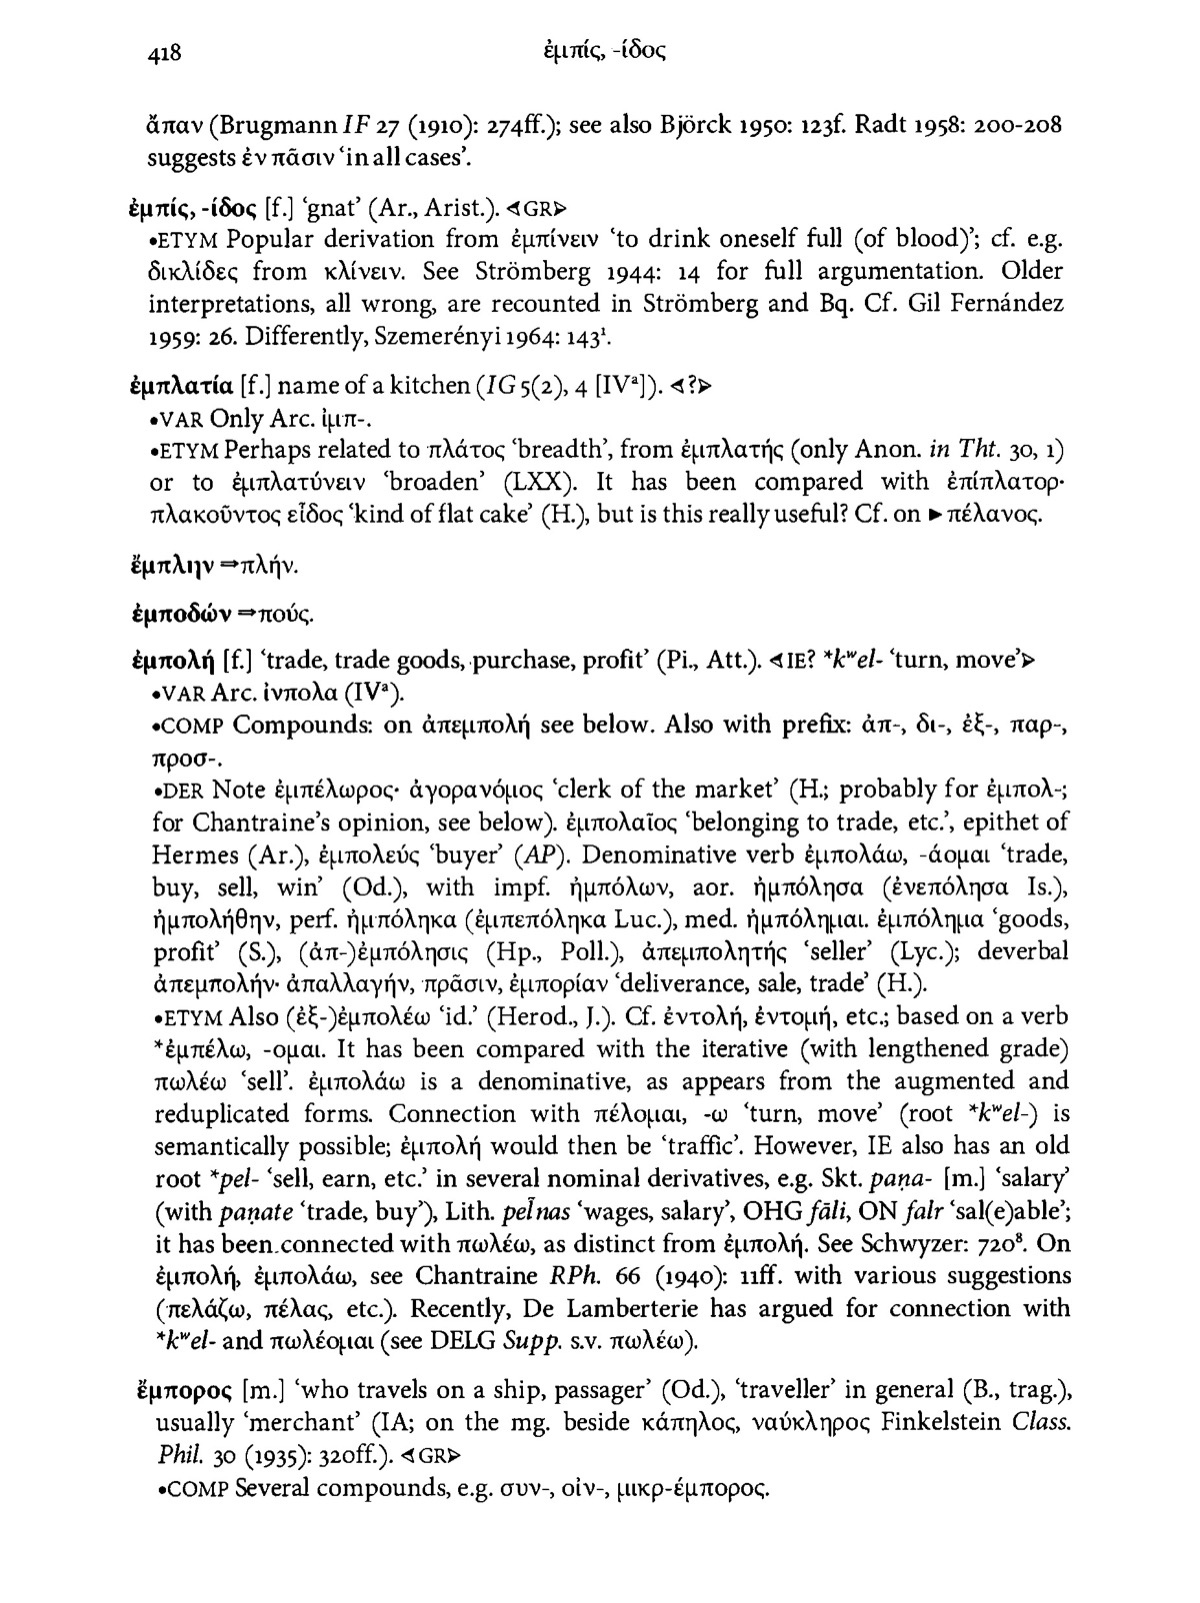 418
ἐμπίς, -ίδος
ἅπαν (Brugmann IF 27 (1910): 274ff.); see also Björck 1950: 123f. Radt 1958: 200-208
suggests ἐν πᾶσιν ‘in all cases’.
ἐμπίς, -ίδος [f.] ‘gnat’ (Ar., Arist.). ⊲GR⊳
•ETYM Popular derivation from ἐμπίνειν ‘to drink oneself full (of blood)’; cf. e.g.
δικλίδες from κλίνειν. See Strömberg 1944: 14 for full argumentation. Older
interpretations, all wrong, are recounted in Strömberg and Bq. Cf. Gil Fernández
1959: 26. Differently, Szemerényi 1964: 143¹.
ἐμπλατία [f.] name of a kitchen (IG 5(2), 4 [IVᵃ]). ⊲?⊳
•VAR Only Arc. ἰμπ-.
•ETYM Perhaps related to πλάτος ‘breadth’, from ἐμπλατής (only Anon. in Tht. 30, 1)
or to ἐμπλατύνειν ‘broaden’ (LXX). It has been compared with ἐπίπλατορ·
πλακοῦντος εἶδος ‘kind of flat cake’ (H.), but is this really useful? Cf. on ►πέλανος.
ἔμπλην ⇒πλήν.
ἐμποδών ⇒πούς.
ἐμπολή [f.] ‘trade, trade goods, purchase, profit’ (Pi., Att.). ⊲IE? *kʷel- ‘turn, move’⊳
•VAR Arc. ἰνπολα (IVᵃ).
•COMP Compounds: on ἀπεμπολή see below. Also with prefix: ἀπ-, δι-, ἐξ-, παρ-,
προσ-.
•DER Note ἐμπέλωρος· ἀγορανόμος ‘clerk of the market’ (H.; probably for ἐμπολ-;
for Chantraine’s opinion, see below). ἐμπολαῖος ‘belonging to trade, etc.’, epithet of
Hermes (Ar.), ἐμπολεύς ‘buyer’ (AP). Denominative verb ἐμπολάω, -άομαι ‘trade,
buy, sell, win’ (Od.), with impf. ἠμπόλων, aor. ἠμπόλησα (ἐνεπόλησα Is.),
ἠμπολήθην, perf. ἠμπόληκα (ἐμπεπόληκα Luc.), med. ἠμπόλημαι. ἐμπόλημα ‘goods,
profit’ (S.), (ἀπ-)ἐμπόλησις (Hp., Poll.), ἀπεμπολητής ‘seller’ (Lyc.); deverbal
ἀπεμπολήν· ἀπαλλαγήν, πρᾶσιν, ἐμπορίαν ‘deliverance, sale, trade’ (H.).
•ETYM Also (ἐξ-)ἐμπολέω ‘id.’ (Herod., J.). Cf. ἐντολή, ἐντομή, etc.; based on a verb
*ἐμπέλω, -ομαι. It has been compared with the iterative (with lengthened grade)
πωλέω ‘sell’. ἐμπολάω is a denominative, as appears from the augmented and
reduplicated forms. Connection with πέλομαι, -ω ‘turn, move’ (root *kʷel-) is
semantically possible; ἐμπολή would then be ‘traffic’. However, IE also has an old
root *pel- ‘sell, earn, etc.’ in several nominal derivatives, e.g. Skt. paṇa- [m.] ‘salary’
(with paṇate ‘trade, buy’), Lith. pel̃nas ‘wages, salary’, OHG fāli, ON falr ‘sal(e)able’;
it has been connected with πωλέω, as distinct from ἐμπολή. See Schwyzer: 720⁸. On
ἐμπολή, ἐμπολάω, see Chantraine RPh. 66 (1940): 11ff. with various suggestions
(πελάζω, πέλας, etc.). Recently, De Lamberterie has argued for connection with
*kʷel- and πωλέομαι (see DELG Supp. s.v. πωλέω).
ἔμπορος [m.] ‘who travels on a ship, passager’ (Od.), ‘traveller’ in general (B., trag.),
usually ‘merchant’ (IA; on the mg. beside κάπηλος, ναύκληρος Finkelstein Class.
Phil. 30 (1935): 320ff.). ⊲GR⊳
•COMP Several compounds, e.g. συν-, οἰν-, μικρ-έμπορος.